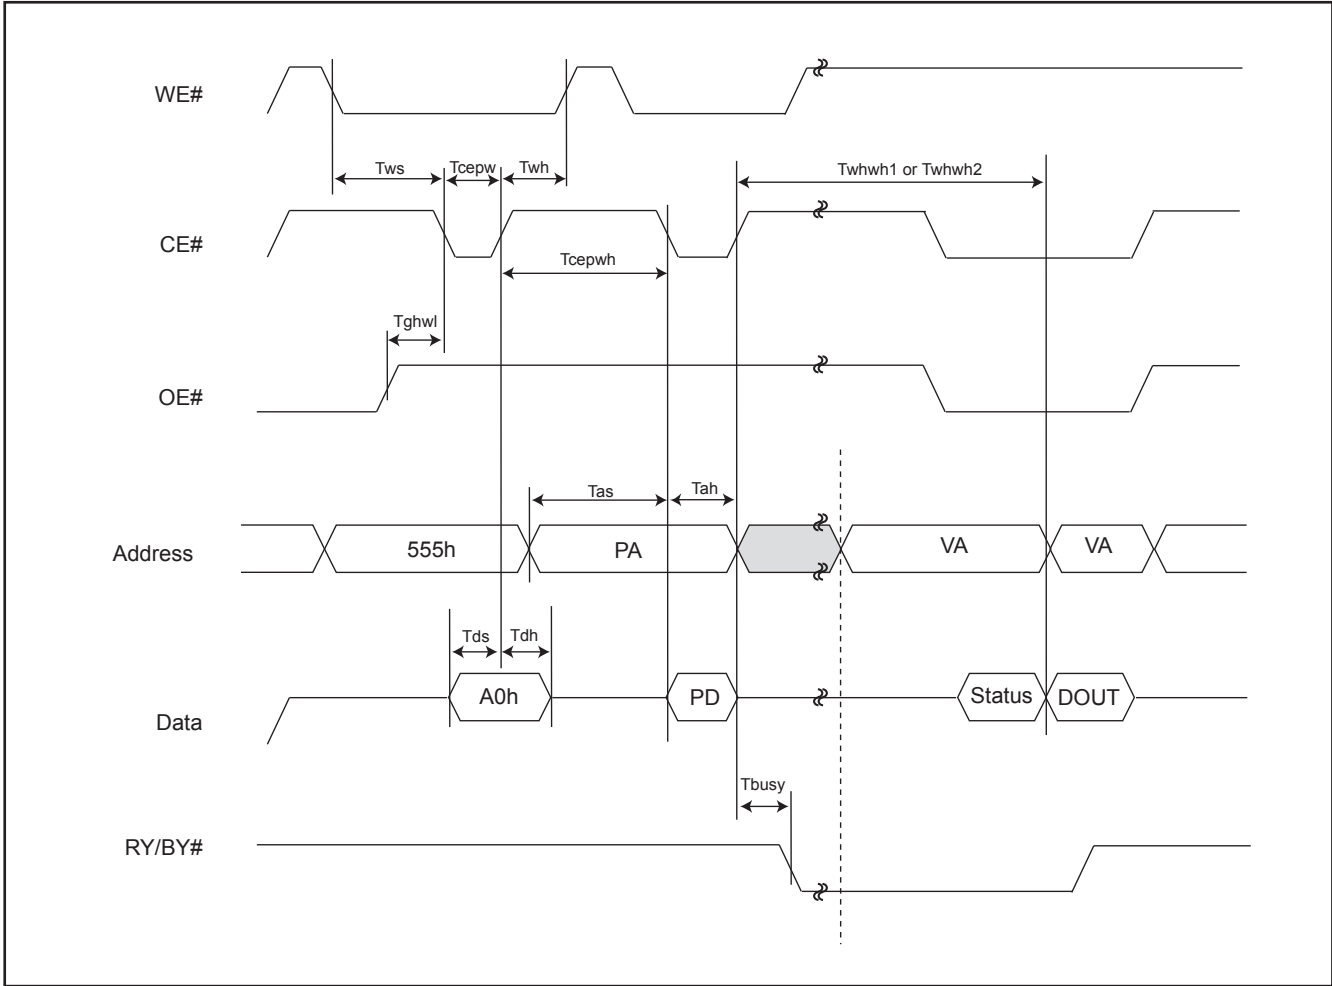 WE#
Tws
Tcepw
Twh
Twhwh1 or Twhwh2
CE#
Tcepwh
Tghwl
OE#
Tas
Tah
Address
555h
PA
VA
VA
Tds
Tdh
Data
A0h
PD
Status
DOUT
Tbusy
RY/BY#